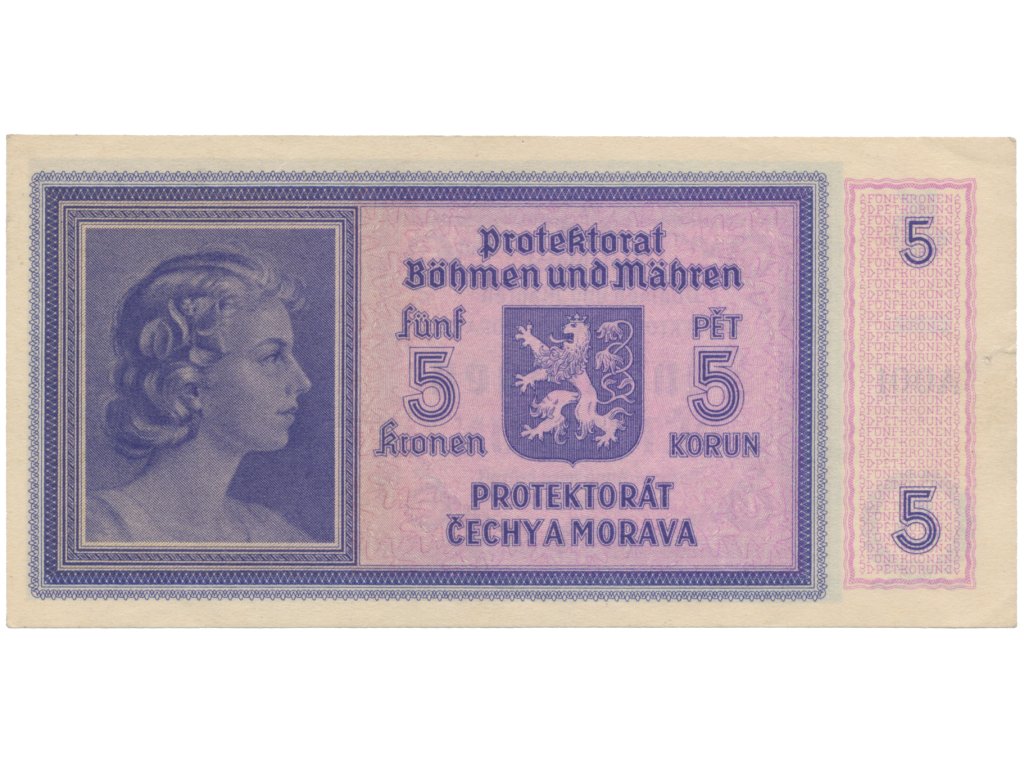 Protektorat
Böhmen und Mähren
fünf
5
Kronen
PĚT
5
KORUN
PROTEKTORÁT
ČECHY A MORAVA
5
5